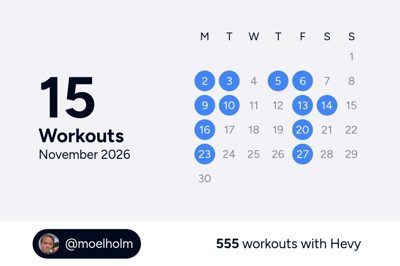 M T W T F S S
1
2 3 4 5 6 7 8
9 10 11 12 13 14 15
16 17 18 19 20 21 22
23 24 25 26 27 28 29
30
15
Workouts
November 2026
@moelholm
555 workouts with Hevy